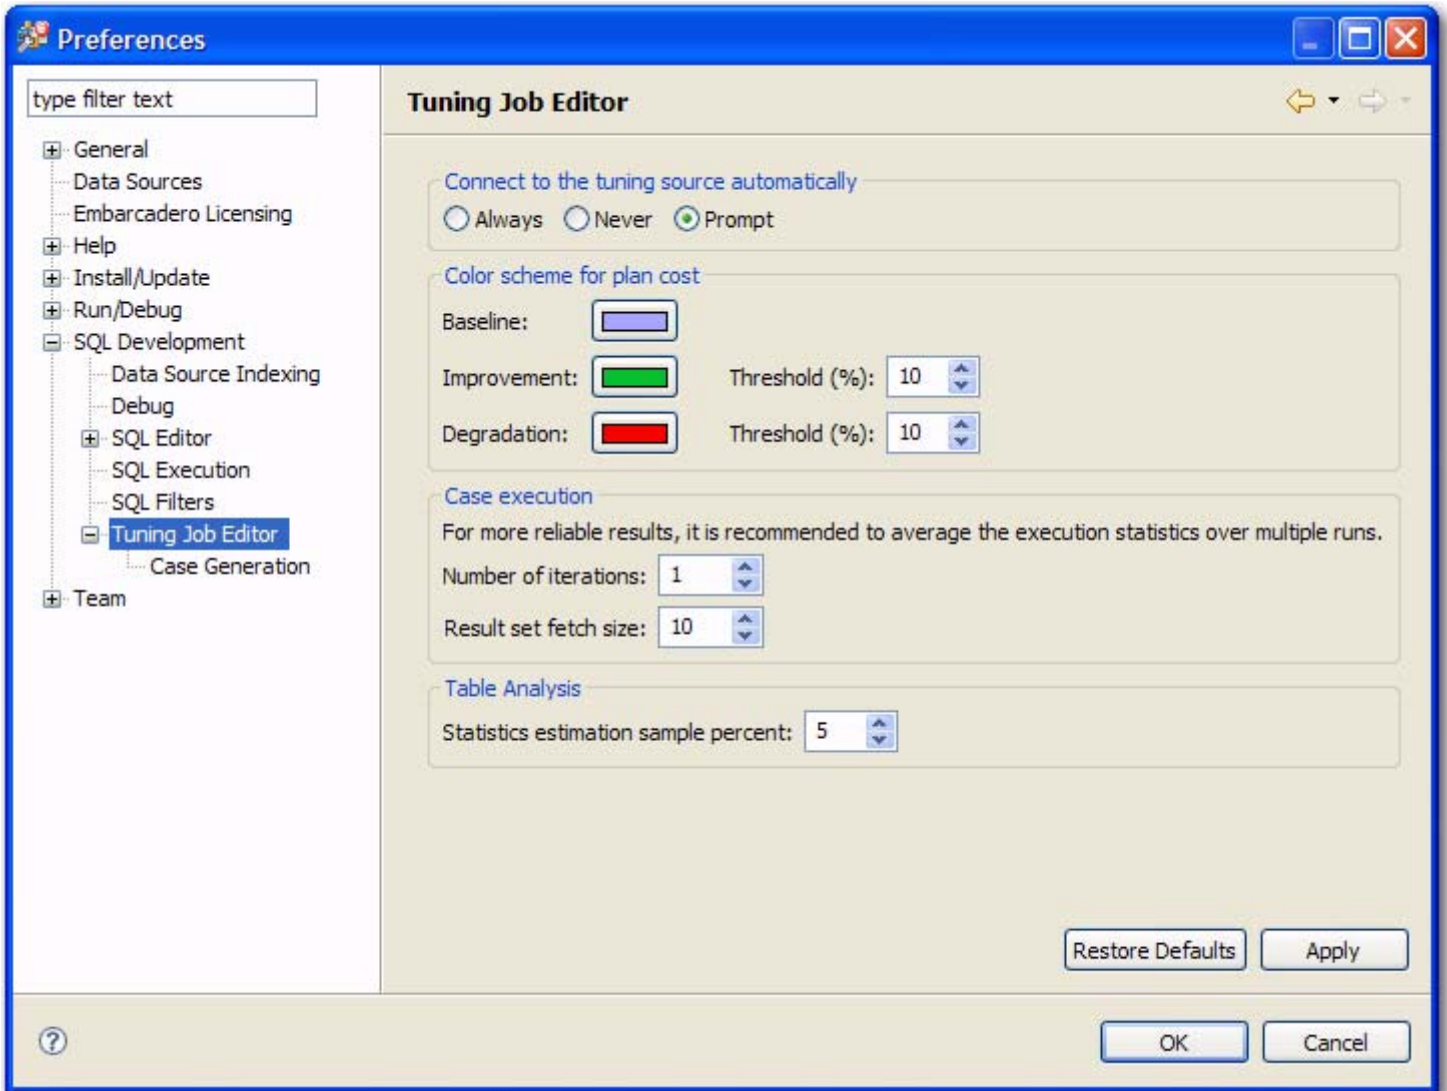 Preferences
type filter text
General
Data Sources
Embarcadero Licensing
Help
Install/Update
Run/Debug
SQL Development
Data Source Indexing
Debug
SQL Editor
SQL Execution
SQL Filters
Tuning Job Editor
Case Generation
Team
Tuning Job Editor
Connect to the tuning source automatically
Always Never Prompt
Color scheme for plan cost
Baseline:
Improvement: Threshold (%): 10
Degradation: Threshold (%): 10
Case execution
For more reliable results, it is recommended to average the execution statistics over multiple runs.
Number of iterations: 1
Result set fetch size: 10
Table Analysis
Statistics estimation sample percent: 5
Restore Defaults Apply
? OK Cancel